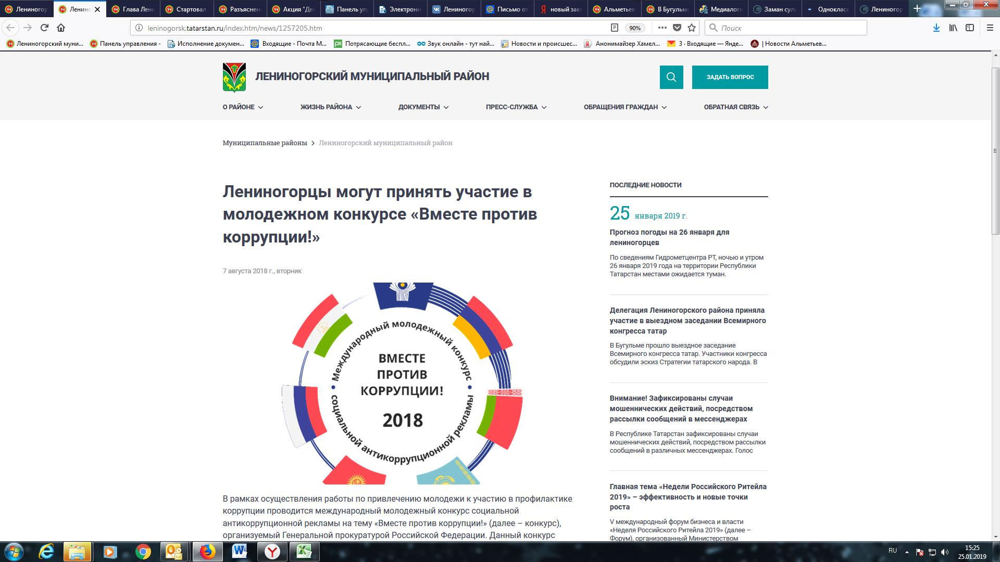 Лениногор
Ленино
Глава Лени
Стартовал
Разъяснен
Акция "Де
Панель уп
Электронн
Лениногор
Письмо от
новый зак
Альметьев
В Бугульм
Медиалоги
Заман сул
Однокласс
Лениногор
leninogorsk.tatarstan.ru/index.htm/news/1257205.htm
90%
Поиск
Лениногорский муни...
Панель управления -
Исполнение докумен...
Входящие - Почта M...
Потрясающие беспл...
Звук онлайн - тут най...
Новости и происшес...
Анонимайзер Хамел...
3 · Входящие — Янде...
| Новости Альметьев...
ЛЕНИНОГОРСКИЙ МУНИЦИПАЛЬНЫЙ РАЙОН
ЗАДАТЬ ВОПРОС
О РАЙОНЕ
ЖИЗНЬ РАЙОНА
ДОКУМЕНТЫ
ПРЕСС-СЛУЖБА
ОБРАЩЕНИЯ ГРАЖДАН
ОБРАТНАЯ СВЯЗЬ
Муниципальные районы > Лениногорский муниципальный район
Лениногорцы могут принять участие в
молодежном конкурсе «Вместе против
коррупции!»
7 августа 2018 г., вторник
Международный молодежный конкурс
социальной антикоррупционной рекламы
ВМЕСТЕ
ПРОТИВ
КОРРУПЦИИ!
2018
В рамках осуществления работы по привлечению молодежи к участию в профилактике
коррупции проводится международный молодежный конкурс социальной
антикоррупционной рекламы на тему «Вместе против коррупции!» (далее – конкурс),
организуемый Генеральной прокуратурой Российской Федерации. Данный конкурс
ПОСЛЕДНИЕ НОВОСТИ
25 января 2019 г.
Прогноз погоды на 26 января для
лениногорцев
По сведениям Гидрометцентра РТ, ночью и утром
26 января 2019 года на территории Республики
Татарстан местами ожидается туман.
Делегация Лениногорского района приняла
участие в выездном заседании Всемирного
конгресса татар
В Бугульме прошло выездное заседание
Всемирного конгресса татар. Участники конгресса
обсудили эскиз Стратегии татарского народа. В
Внимание! Зафиксированы случаи
мошеннических действий, посредством
рассылки сообщений в мессенджерах
В Республике Татарстан зафиксированы случаи
мошеннических действий, посредством рассылки
сообщений в различных мессенджерах. Голос
Главная тема «Недели Российского Ритейла
2019» – эффективность и новые точки
роста
V международный форум бизнеса и власти
«Неделя Российского Ритейла 2019» (далее –
Форум), организованный Министерством
RU
15:25
25.01.2019